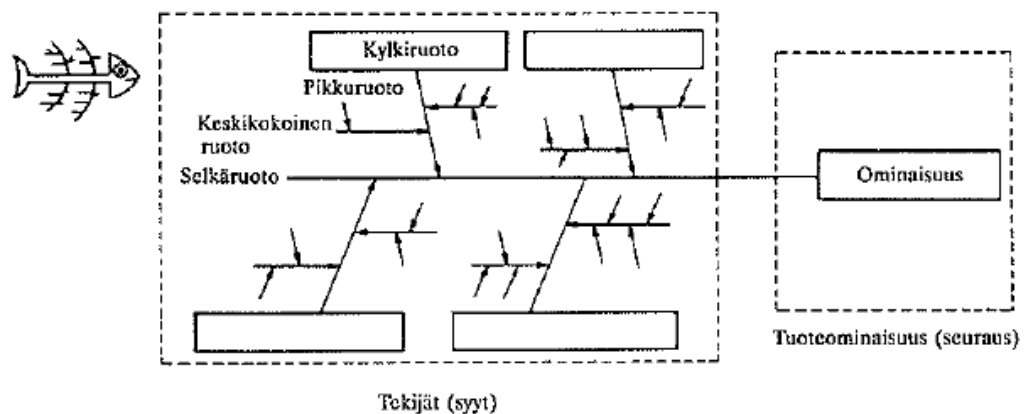 Kylkiruoto
Pikkuruoto
Keskikokoinen
ruoto
Selkäruoto
Ominaisuus
Tuoteominaisuus (seuraus)
Tekijät (syyt)